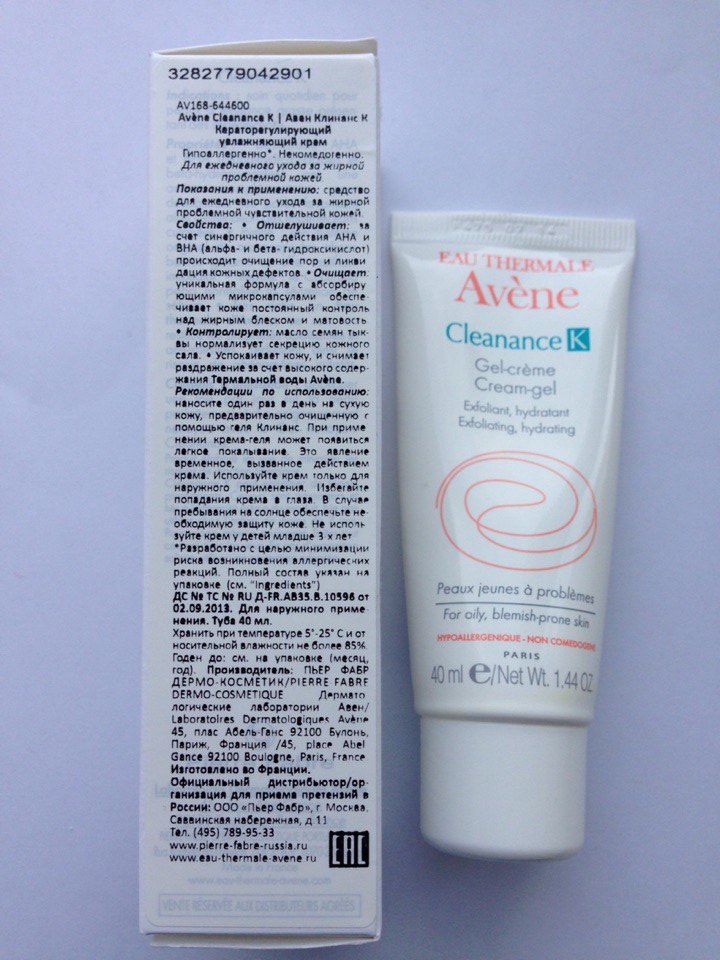 3282779042901
AV168-644600
Avène Cleanance K | Авен Клинанс К
Кераторегулирующий
увлажняющий крем
Гипоаллергенно*. Некомедогенно.
Для ежедневного ухода за жирной
проблемной кожей.
Показания к применению: средство
для ежедневного ухода за жирной
проблемной чувствительной кожей.
Свойства: • Отшелушивает: за
счет синергичного действия АНА и
ВНА (альфа- и бета- гидроксикислот)
происходит очищение пор и ликви-
дация кожных дефектов. • Очищает:
уникальная формула с абсорбиру-
ющими микрокапсулами обеспе-
чивает коже постоянный контроль
над жирным блеском и матовость.
• Контролирует: масло семян тык-
вы нормализует секрецию кожного
сала. • Успокаивает кожу, и снимает
раздражение за счет высокого содер-
жания Термальной воды Avène.
Рекомендации по использованию:
наносите один раз в день на сухую
кожу, предварительно очищенную с
помощью геля Клинанс. При приме-
нении крема-геля может появиться
легкое покалывание. Это явление
временное, вызванное действием
крема. Используйте крем только для
наружного применения. Избегайте
попадания крема в глаза. В случае
пребывания на солнце обеспечьте не-
обходимую защиту коже. Не исполь-
зуйте крем у детей младше 3-х лет
*Разработано с целью минимизации
риска возникновения аллергических
реакций. Полный состав указан на
упаковке (см. "Ingredients")
ДС № ТС № RU Д-FR.АВ35.В.10596 от
02.09.2013. Для наружного приме-
нения. Туба 40 мл.
Хранить при температуре 5°-25° С и от-
носительной влажности не более 85%.
Годен до: см. на упаковке (месяц,
год). Производитель: ПЬЕР ФАБР
ДЕРМО-КОСМЕТИК/PIERRE FABRE
DERMO-COSMETIQUE Дермато-
логические лаборатории Авен/
Laboratoires Dermatologiques Avène
45, плас Абель-Ганс 92100 Булонь,
Париж, Франция /45, place Abel
Gance 92100 Boulogne, Paris, France
Изготовлено во Франции.
Официальный дистрибьютор/ор-
ганизация для приема претензий в
России: ООО «Пьер Фабр», г. Москва.
Саввинская набережная, д 11
Тел. (495) 789-95-33
www.pierre-fabre-russia.ru
www.eau-thermale-avene.ru
EAC
Made in France
www.eau-thermale-avene.com
VENTE RÉSERVÉE AUX DISTRIBUTEURS AGRÉÉS
EAU THERMALE
Avène
Cleanance K
Gel-crème
Cream-gel
Exfoliant, hydratant
Exfoliating, hydrating
Peaux jeunes à problèmes
For oily, blemish-prone skin
HYPOALLERGENIQUE - NON COMEDOGENE
PARIS
40 ml e/Net Wt. 1.44 OZ